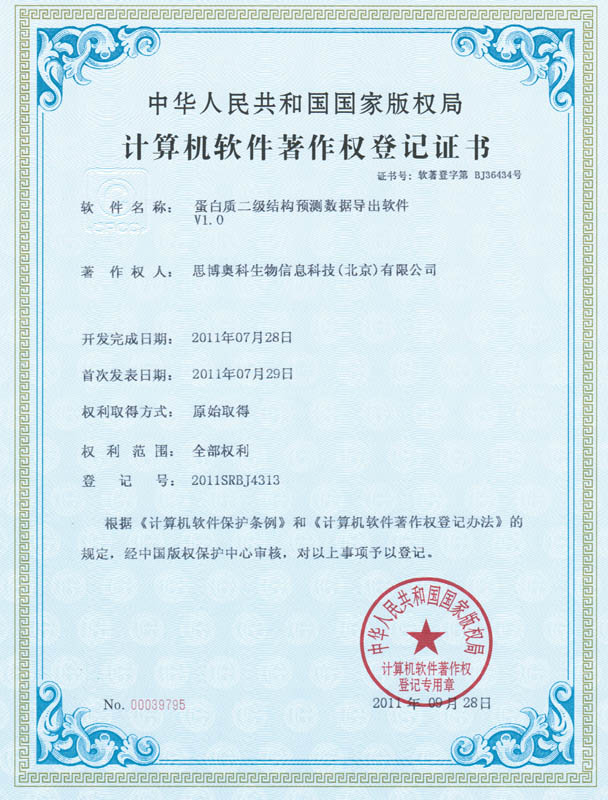 中华人民共和国国家版权局
计算机软件著作权登记证书
证书号： 软著登字第 BJ36434号
CPCC
软件名称： 蛋白质二级结构预测数据导出软件
V1.0
著作权人： 思博奥科生物信息科技(北京)有限公司
开发完成日期： 2011年07月28日
首次发表日期： 2011年07月29日
权利取得方式： 原始取得
权利范围： 全部权利
登记号： 2011SRBJ4313
根据《计算机软件保护条例》和《计算机软件著作权登记办法》的
规定，经中国版权保护中心审核，对以上事项予以登记。
中华人民共和国国家版权局
计算机软件著作权
登记专用章
No. 00039795
2011年 09月28日